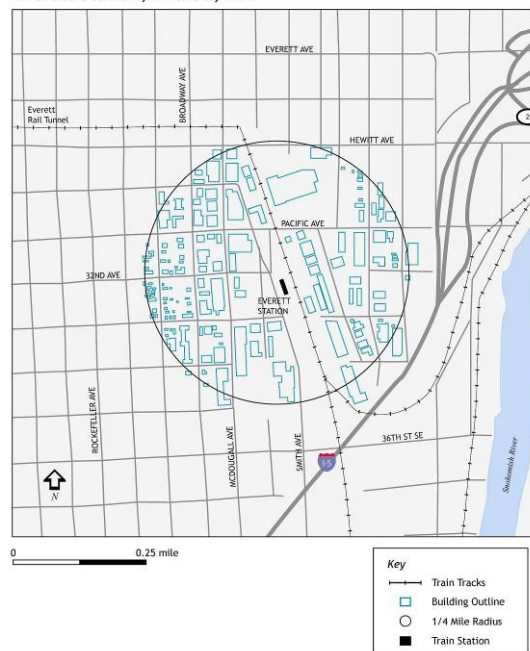 EVERETT AVE
Everett
Rail Tunnel
BROADWAY AVE
HEWITT AVE
2
PACIFIC AVE
32ND AVE
EVERETT
STATION
ROCKEFELLER AVE
MCDOUGALL AVE
SMITH AVE
36TH ST SE
I-5
Snohomish River
N
0
0.25 mile
Key
Train Tracks
Building Outline
1/4 Mile Radius
Train Station